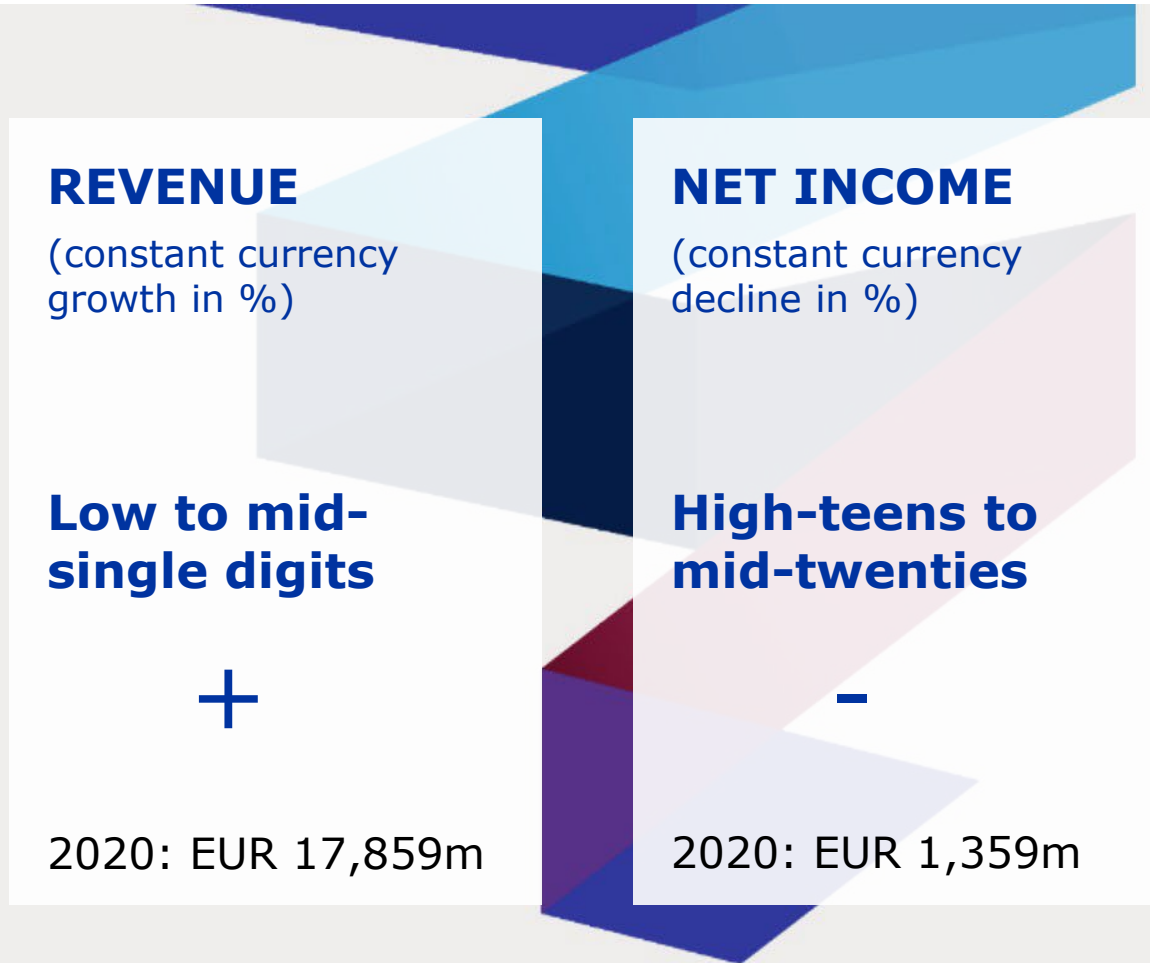 REVENUE
(constant currency
growth in %)
Low to mid-
single digits
+
2020: EUR 17,859m
NET INCOME
(constant currency
decline in %)
High-teens to
mid-twenties
-
2020: EUR 1,359m